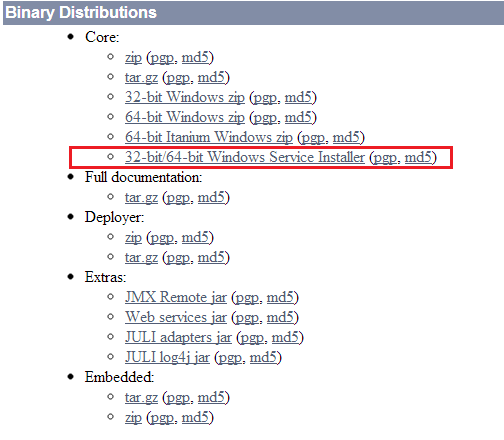 Binary Distributions
Core:
zip (pgp, md5)
tar.gz (pgp, md5)
32-bit Windows zip (pgp, md5)
64-bit Windows zip (pgp, md5)
64-bit Itanium Windows zip (pgp, md5)
32-bit/64-bit Windows Service Installer (pgp, md5)
Full documentation:
tar.gz (pgp, md5)
Deployer:
zip (pgp, md5)
tar.gz (pgp, md5)
Extras:
JMX Remote jar (pgp, md5)
Web services jar (pgp, md5)
JULI adapters jar (pgp, md5)
JULI log4j jar (pgp, md5)
Embedded:
tar.gz (pgp, md5)
zip (pgp, md5)